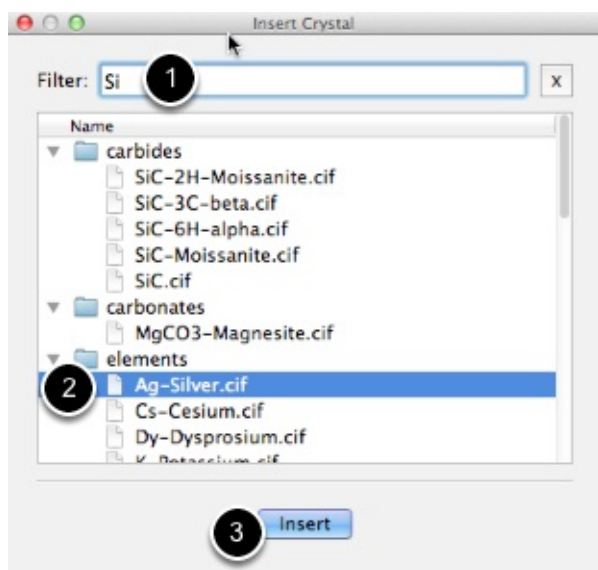 Insert Crystal
Filter: Si 1 x
Name
carbides
SiC-2H-Moissanite.cif
SiC-3C-beta.cif
SiC-6H-alpha.cif
SiC-Moissanite.cif
SiC.cif
carbonates
MgCO3-Magnesite.cif
elements
2 Ag-Silver.cif
Cs-Cesium.cif
Dy-Dysprosium.cif
K-Potassium.cif
3 Insert